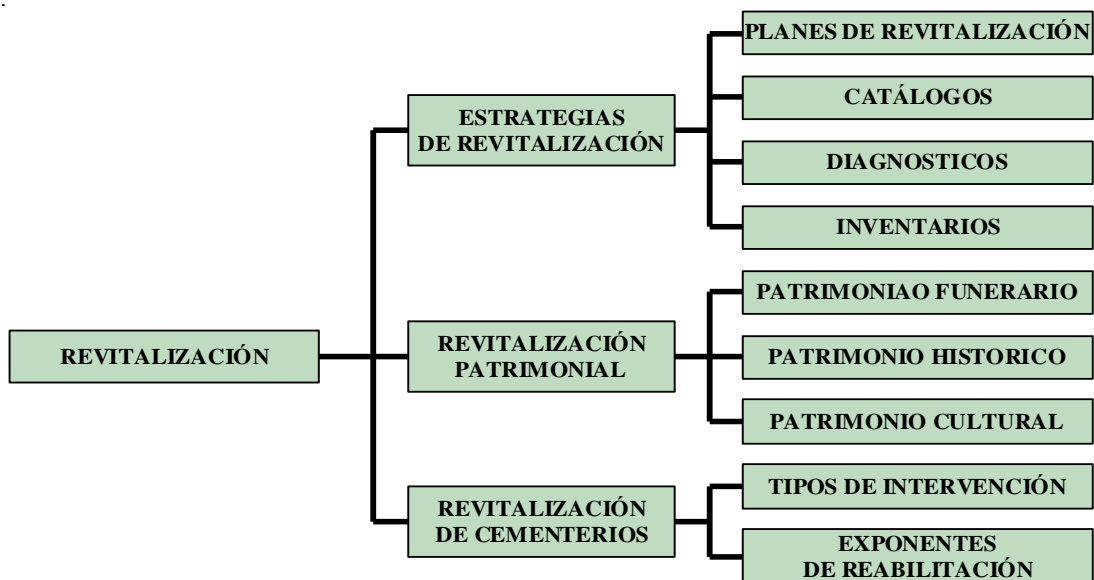 PLANES DE REVITALIZACIÓN
CATÁLOGOS
ESTRATEGIAS
DE REVITALIZACIÓN
DIAGNOSTICOS
INVENTARIOS
PATRIMONIAO FUNERARIO
REVITALIZACIÓN
REVITALIZACIÓN
PATRIMONIAL
PATRIMONIO HISTORICO
PATRIMONIO CULTURAL
TIPOS DE INTERVENCIÓN
REVITALIZACIÓN
DE CEMENTERIOS
EXPONENTES
DE REABILITACIÓN